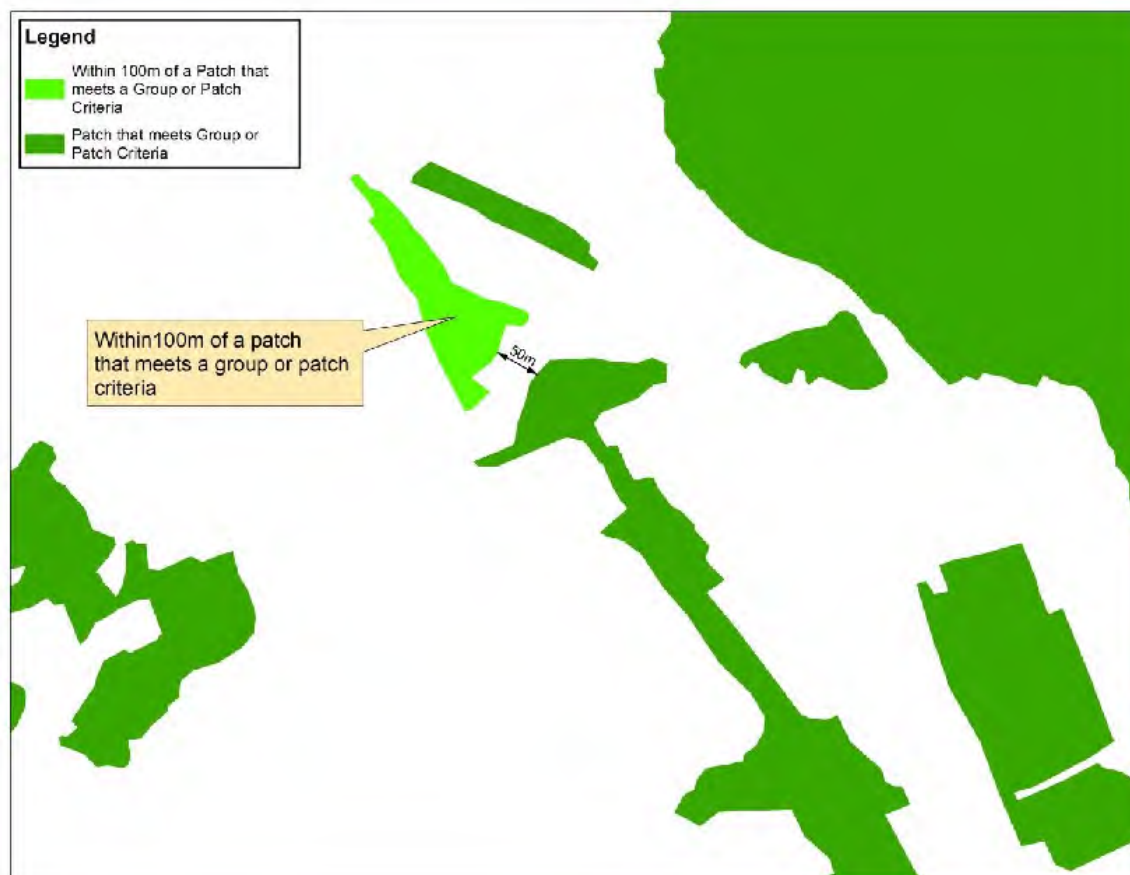 Legend
Within 100m of a Patch that
meets a Group or Patch
Criteria
Patch that meets Group or
Patch Criteria
Within100m of a patch
that meets a group or patch
criteria
50m